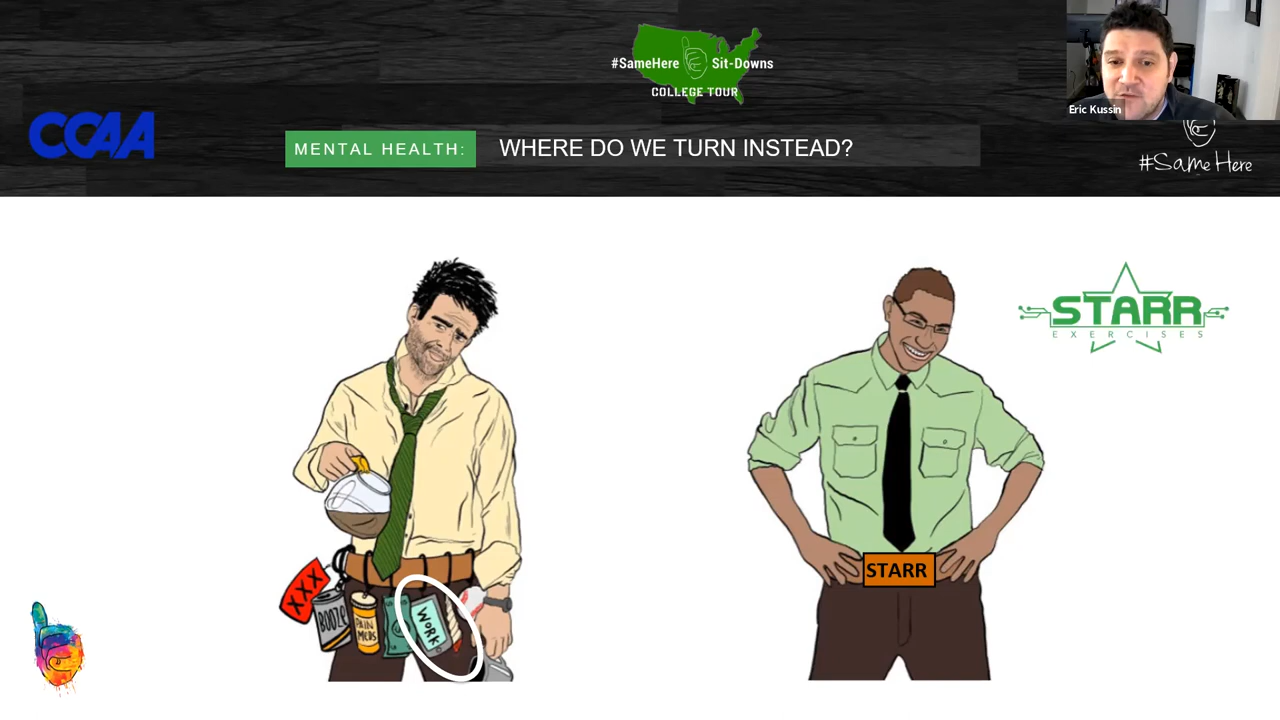 #SameHere Sit-Downs
COLLEGE TOUR
Eric Kussin
CCAA
MENTAL HEALTH: WHERE DO WE TURN INSTEAD?
#SameHere
STARR
EXERCISES
XXX
BOOZE
PAIN
MEDS
WORK
STARR